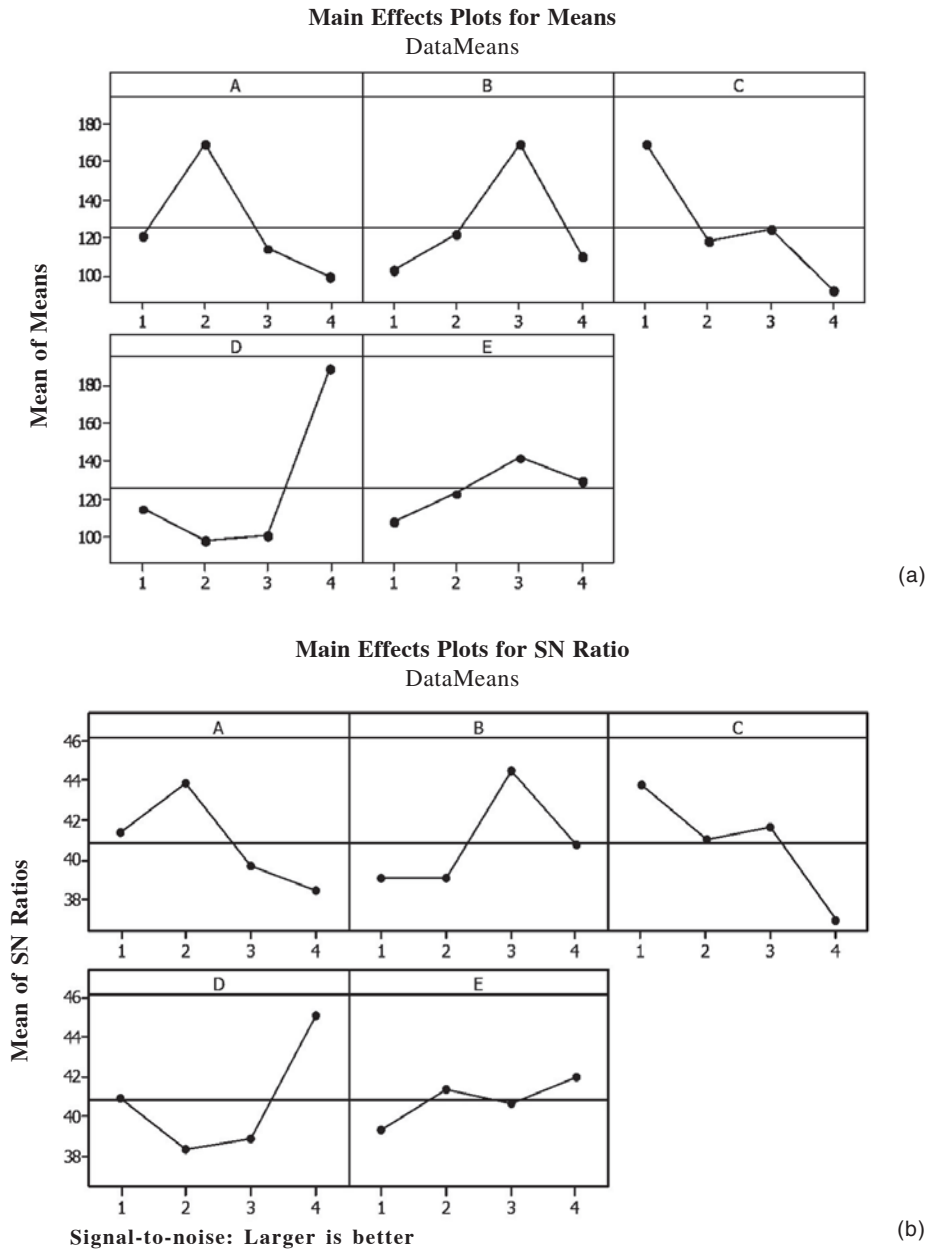 Main Effects Plots for Means
DataMeans
A B C
180
160
140
120
100
1 2 3 4 1 2 3 4 1 2 3 4
D E
180
160
140
120
100
1 2 3 4 1 2 3 4
Mean of Means
(a)
Main Effects Plots for SN Ratio
DataMeans
A B C
46
44
42
40
38
1 2 3 4 1 2 3 4 1 2 3 4
D E
46
44
42
40
38
1 2 3 4 1 2 3 4
Mean of SN Ratios
Signal-to-noise: Larger is better
(b)